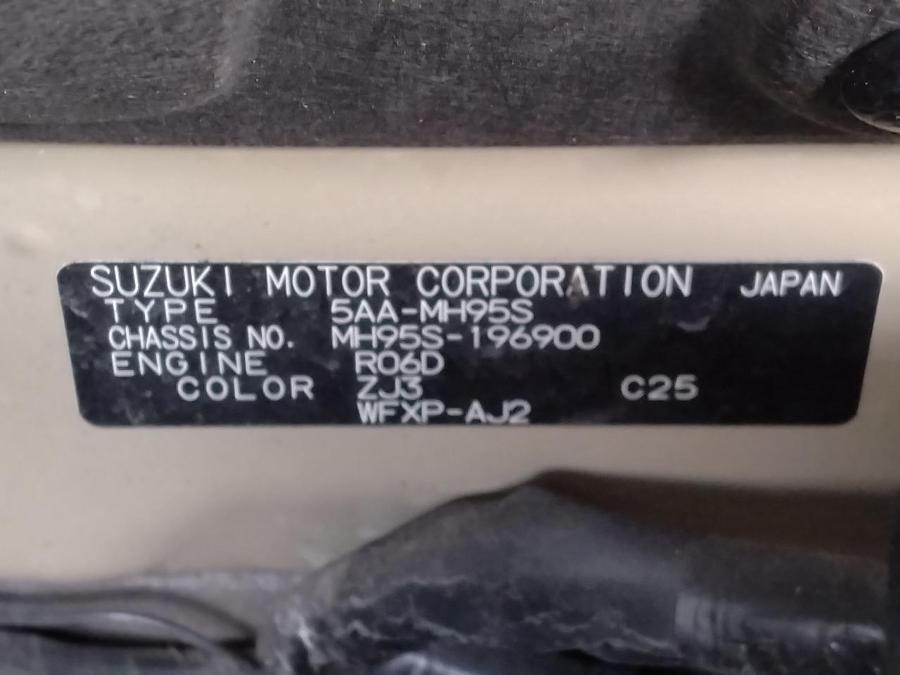 SUZUKI MOTOR CORPORATION JAPAN
TYPE 5AA-MH95S
CHASSIS NO. MH95S-196900
ENGINE R06D
COLOR ZJ3 C25
WFXP-AJ2